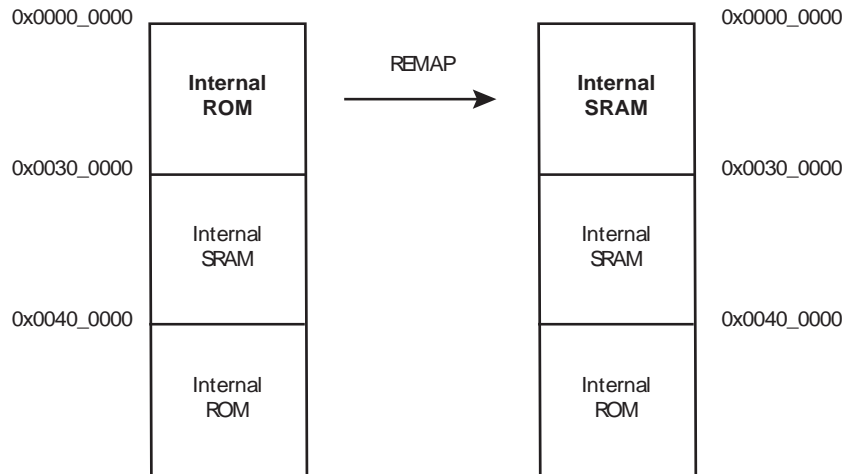 0x0000_0000
0x0000_0000
Internal
ROM
REMAP
Internal
SRAM
0x0030_0000
0x0030_0000
Internal
SRAM
Internal
SRAM
0x0040_0000
0x0040_0000
Internal
ROM
Internal
ROM